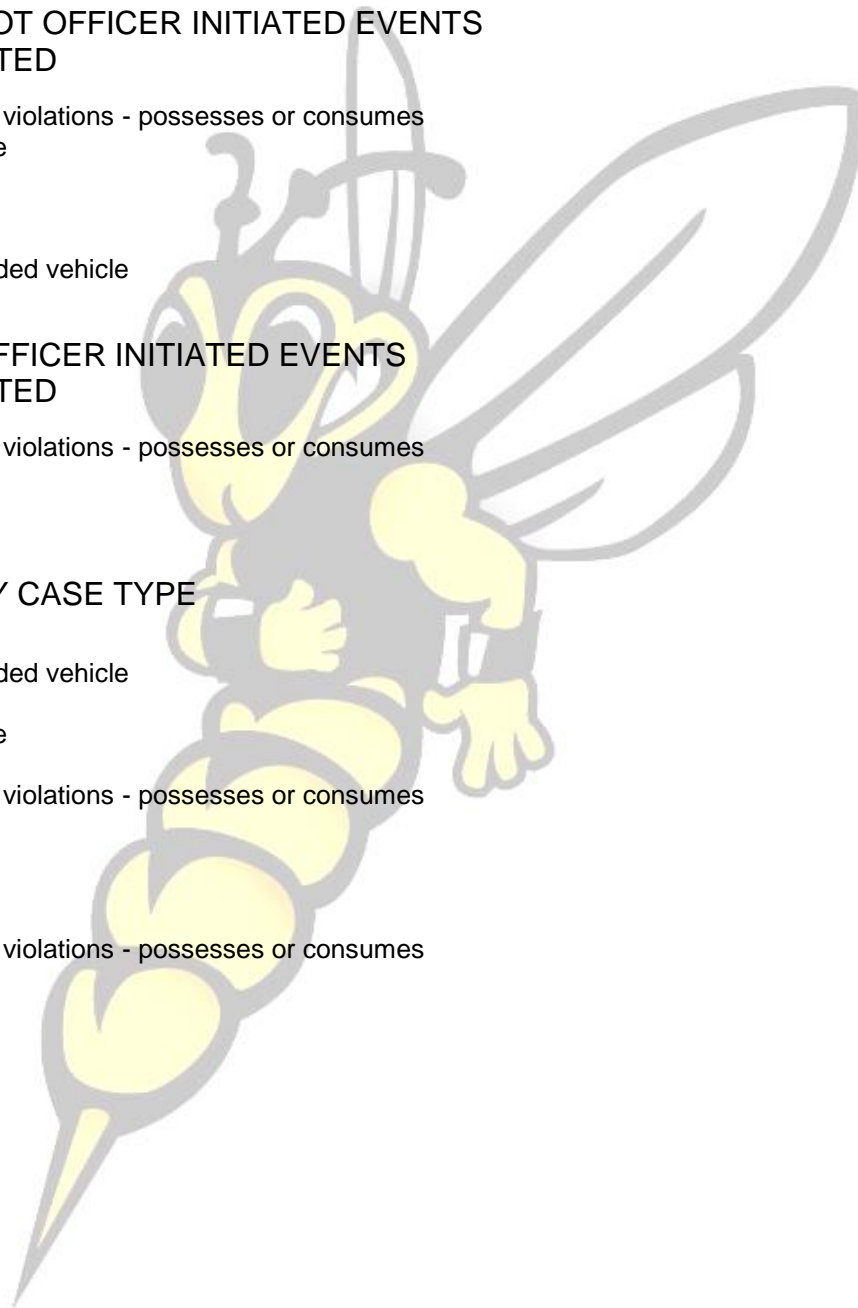 OT OFFICER INITIATED EVENTS
TED
violations - possesses or consumes
e
ded vehicle
FFICER INITIATED EVENTS
TED
violations - possesses or consumes
Y CASE TYPE
ded vehicle
e
violations - possesses or consumes
violations - possesses or consumes